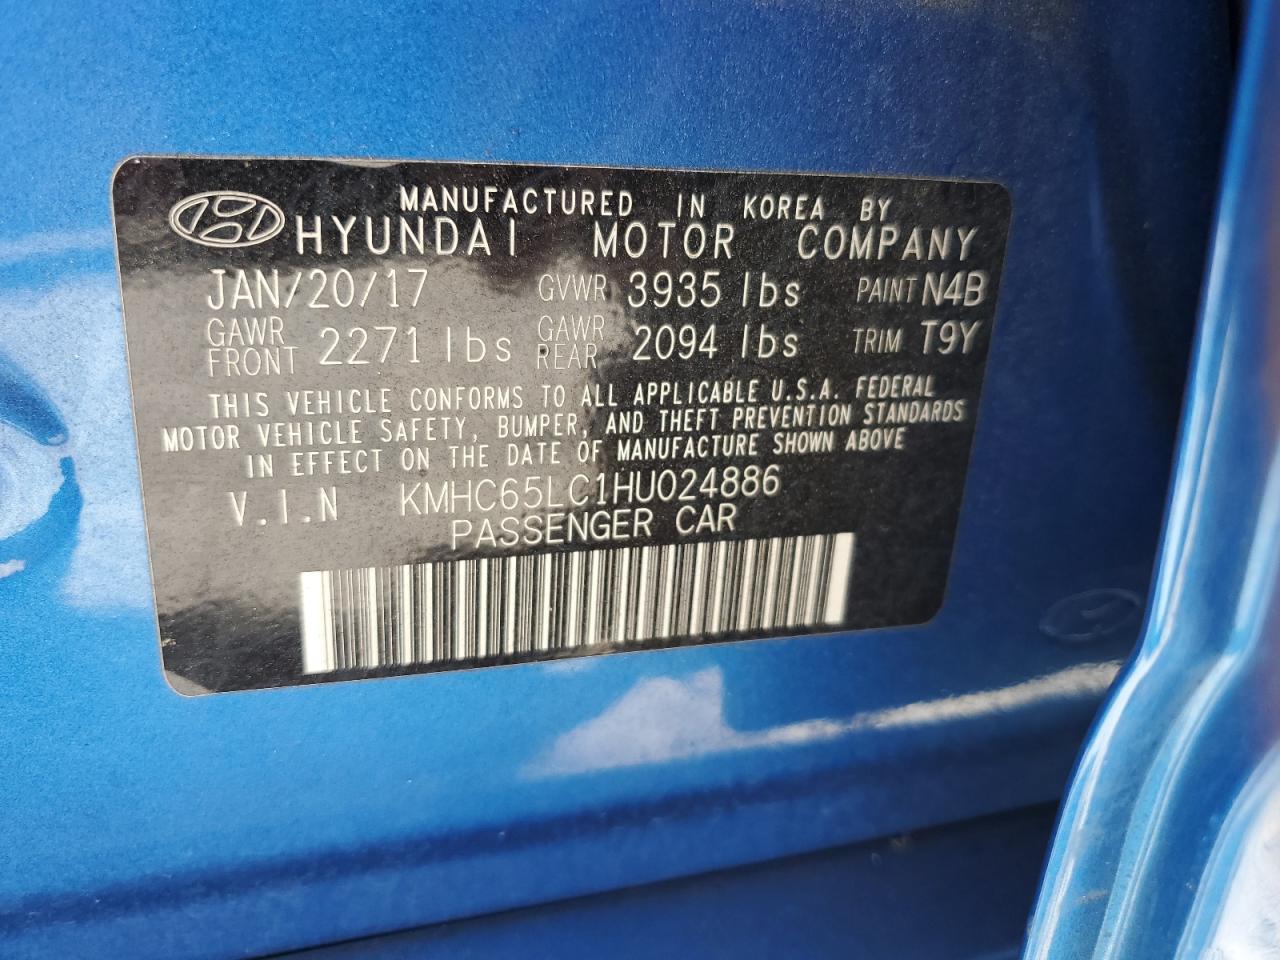 MANUFACTURED IN KOREA BY
HYUNDAI MOTOR COMPANY
JAN/20/17 GVWR 3935 lbs PAINT N4B
GAWR FRONT 2271 lbs GAWR REAR 2094 lbs TRIM T9Y
THIS VEHICLE CONFORMS TO ALL APPLICABLE U.S.A. FEDERAL
MOTOR VEHICLE SAFETY, BUMPER, AND THEFT PREVENTION STANDARDS
IN EFFECT ON THE DATE OF MANUFACTURE SHOWN ABOVE
V.I.N KMHC65LC1HU024886
PASSENGER CAR